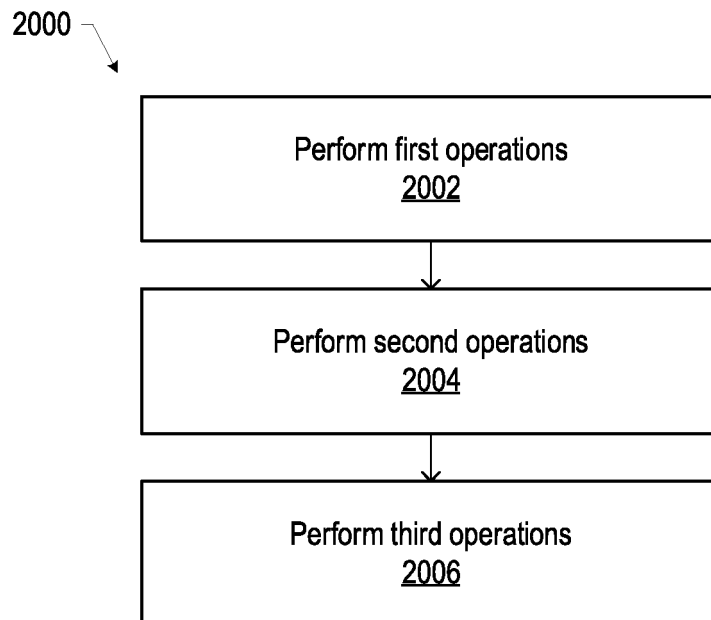 2000
Perform first operations
2002
Perform second operations
2004
Perform third operations
2006